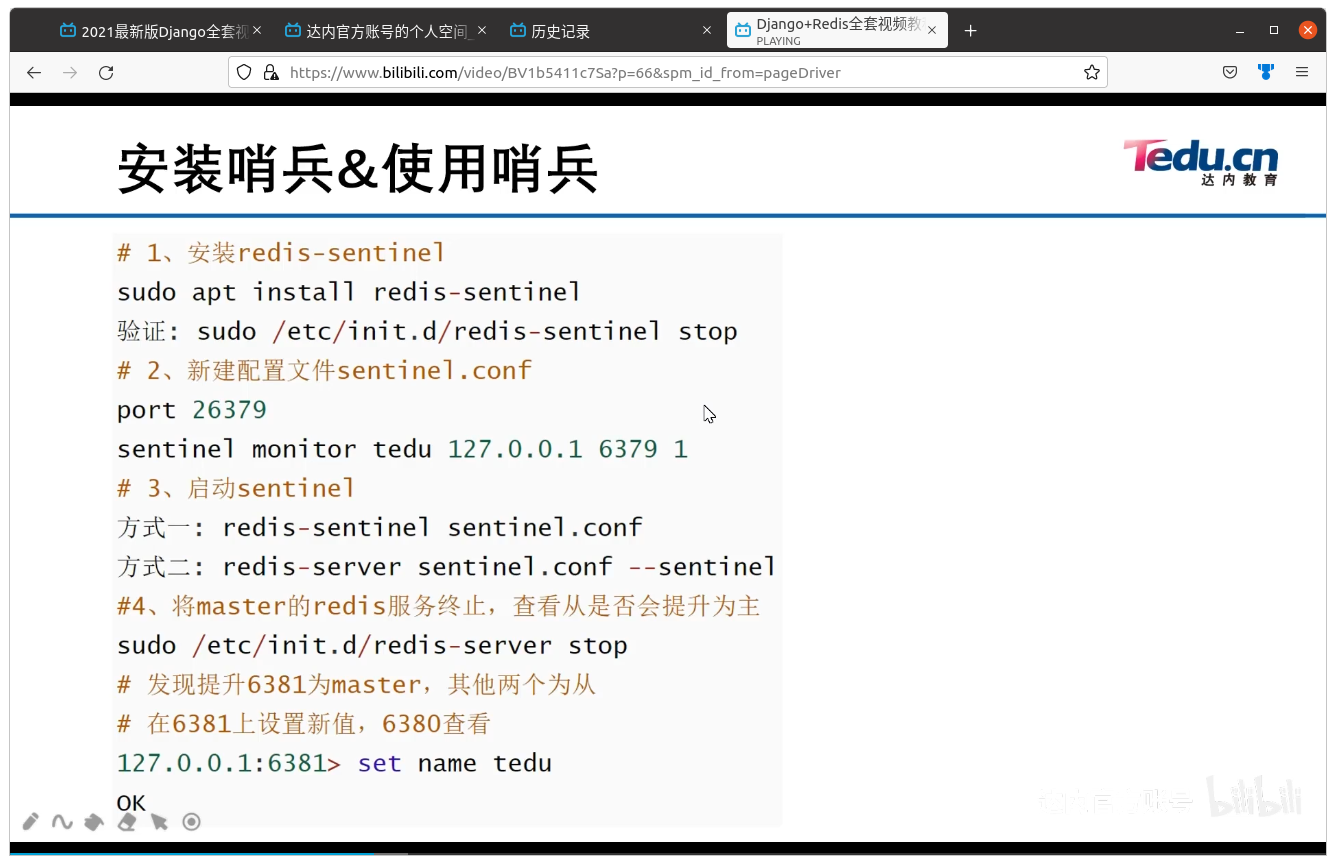 2021最新版Django全套视
达内官方账号的个人空间_
历史记录
Django+Redis全套视频教
PLAYING
https://www.bilibili.com/video/BV1b5411c7Sa?p=66&spm_id_from=pageDriver
安装哨兵&使用哨兵
Tedu.cn
达内教育
# 1、安装redis-sentinel
sudo apt install redis-sentinel
验证: sudo /etc/init.d/redis-sentinel stop
# 2、新建配置文件sentinel.conf
port 26379
sentinel monitor tedu 127.0.0.1 6379 1
# 3、启动sentinel
方式一: redis-sentinel sentinel.conf
方式二: redis-server sentinel.conf --sentinel
#4、将master的redis服务终止，查看从是否会提升为主
sudo /etc/init.d/redis-server stop
# 发现提升6381为master，其他两个为从
# 在6381上设置新值，6380查看
127.0.0.1:6381> set name tedu
OK
bilibili